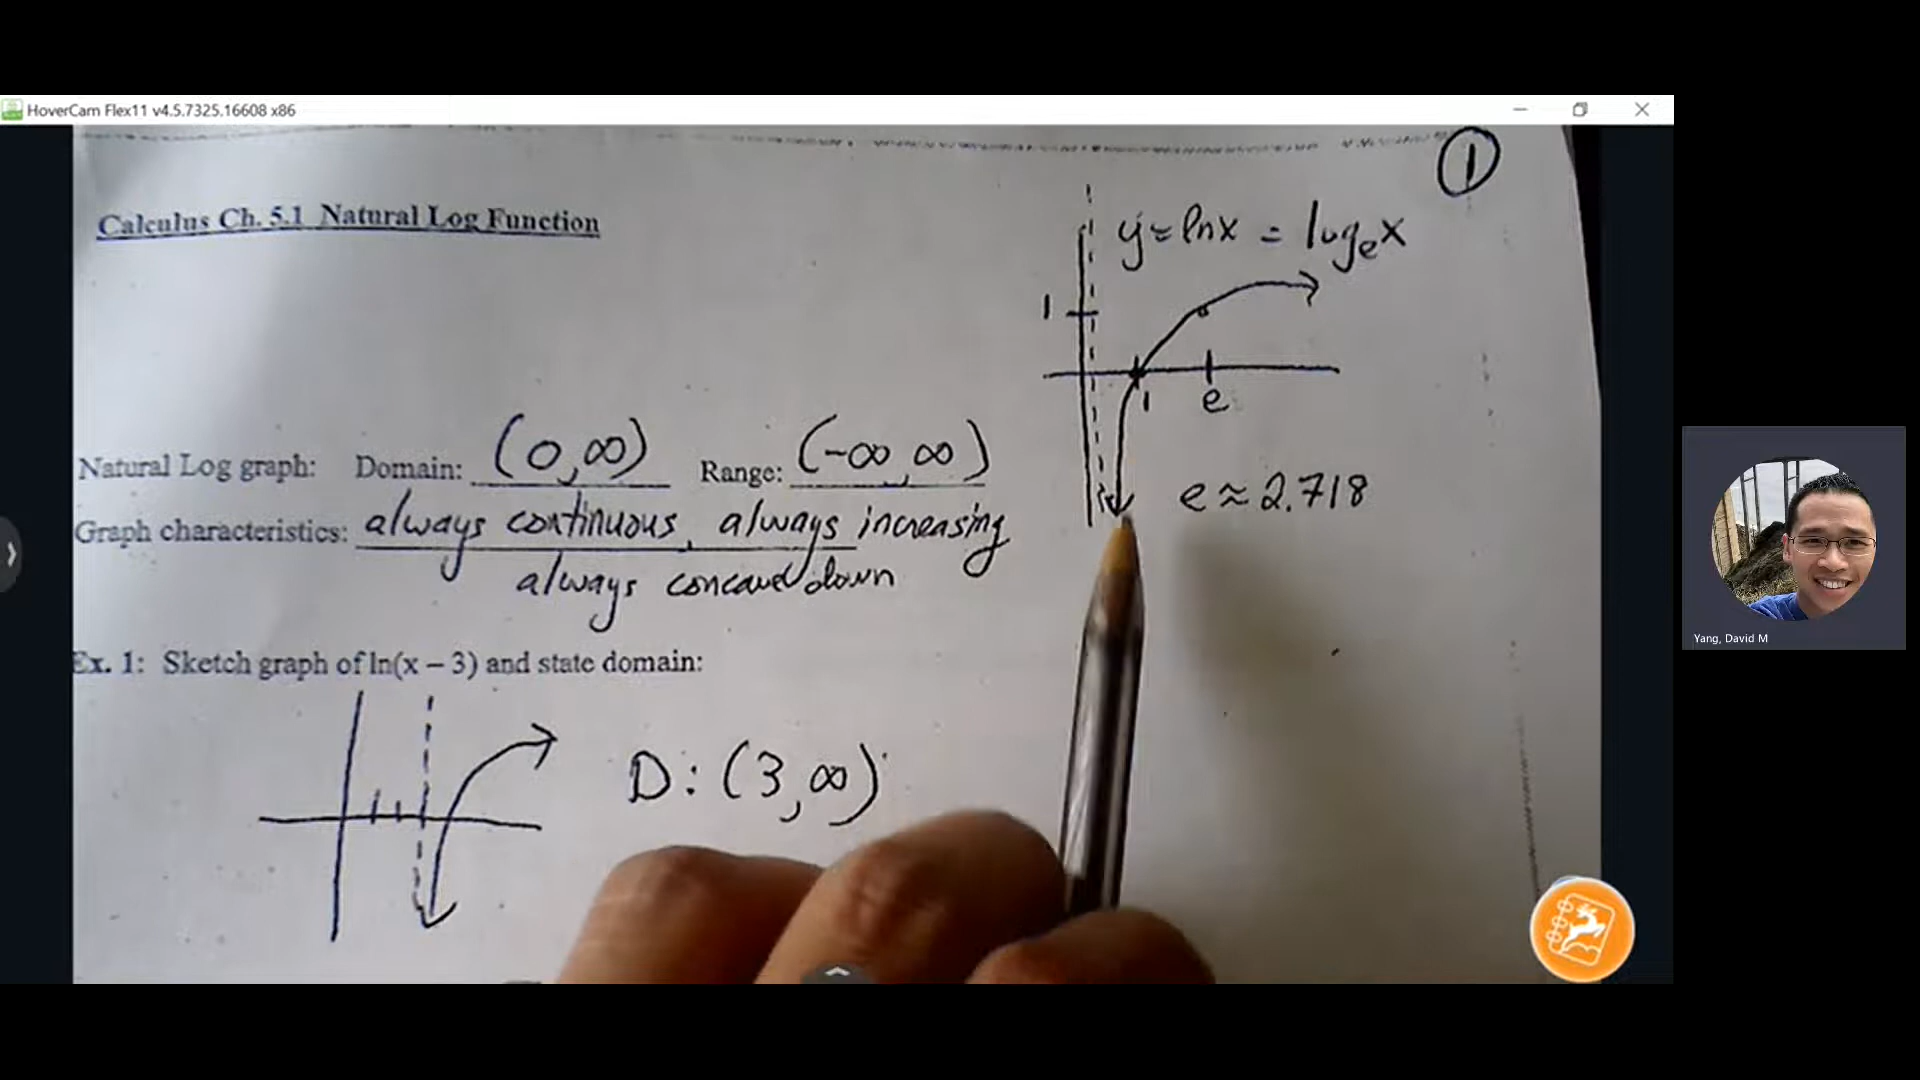 HoverCam Flex11 v4.5.7325.16608 x86
1
Calculus Ch. 5.1 Natural Log Function
y = ln x = log_e x
1
1 e
Natural Log graph: Domain: (0, ∞) Range: (-∞, ∞)
e ≈ 2.718
Graph characteristics: always continuous, always increasing
always concave down
Ex. 1: Sketch graph of ln(x – 3) and state domain:
D: (3, ∞)
Yang, David M